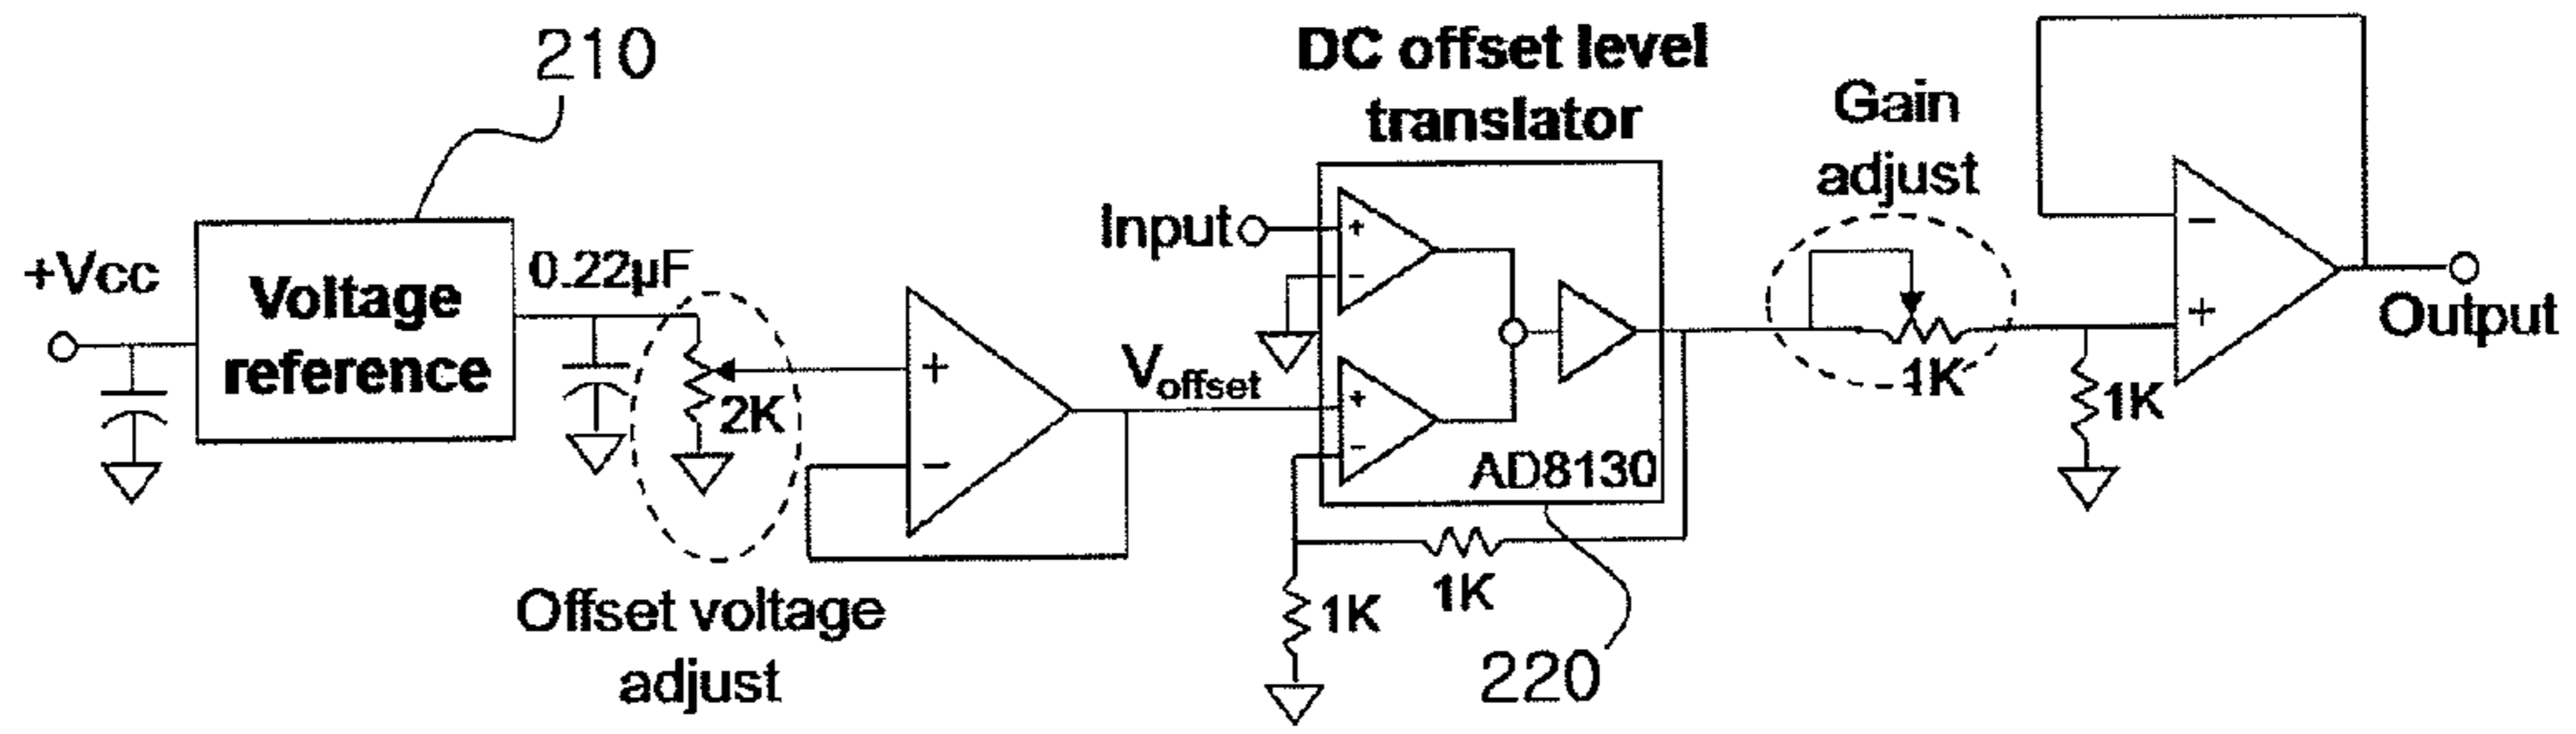 210
+Vcc
Voltage
reference
0.22µF
2K
Offset voltage
adjust
+
−
Voffset
DC offset level
translator
Input
+
−
+
−
AD8130
1K
1K
220
Gain
adjust
1K
1K
−
+
Output